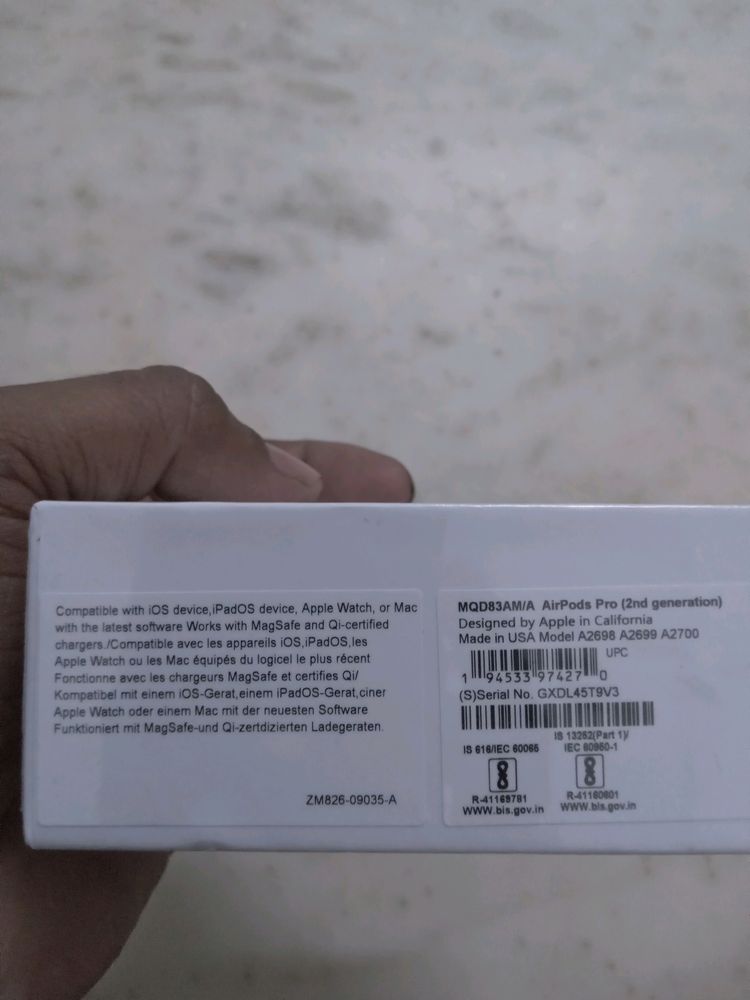 Compatible with iOS device,iPadOS device, Apple Watch, or Mac
with the latest software Works with MagSafe and Qi-certified
chargers./Compatible avec les appareils iOS,iPadOS,les
Apple Watch ou les Mac équipés du logicel le plus récent
Fonctionne avec les chargeurs MagSafe et certifies Qi/
Kompatibel mit einem iOS-Gerat,einem iPadOS-Gerat,ciner
Apple Watch oder einem Mac mit der neuesten Software
Funktioniert mit MagSafe-und Qi-zertdizierten Ladegeraten.
ZM826-09035-A
MQD83AM/A AirPods Pro (2nd generation)
Designed by Apple in California
Made in USA Model A2698 A2699 A2700
UPC
1 94533 97427 0
(S)Serial No. GXDL45T9V3
IS 616/IEC 60065
R-41169781
www.bis.gov.in
IS 13252(Part 1)/
IEC 60950-1
R-41160801
www.bis.gov.in